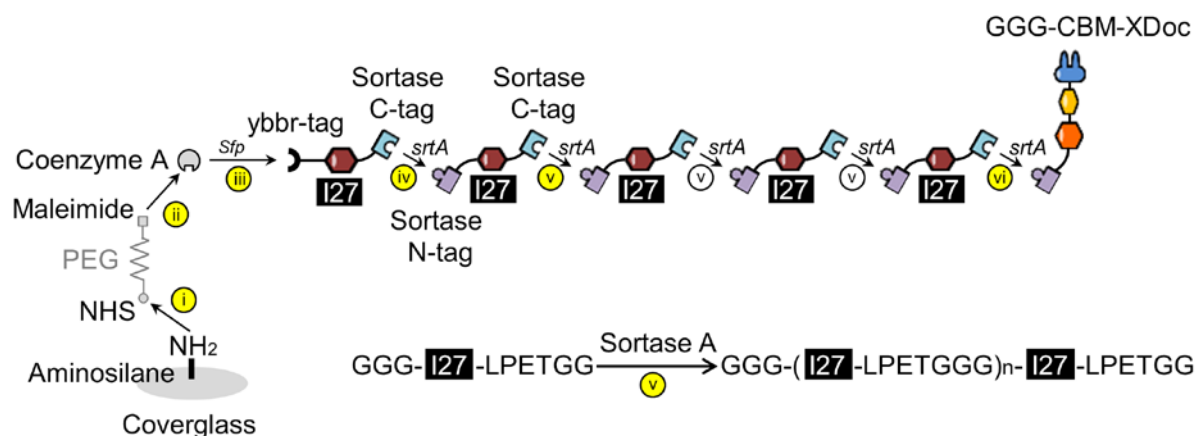 GGG-CBM-XDoc
Sortase
C-tag
Sortase
C-tag
ybbr-tag
Coenzyme A
Sfp
iii
srtA
iv
srtA
v
srtA
v
srtA
v
srtA
vi
I27
I27
I27
I27
I27
Maleimide
ii
Sortase
N-tag
PEG
NHS
i
NH2
Aminosilane
Coverglass
GGG- I27 -LPETGG
Sortase A
v
GGG-( I27 -LPETGGG)n- I27 -LPETGG